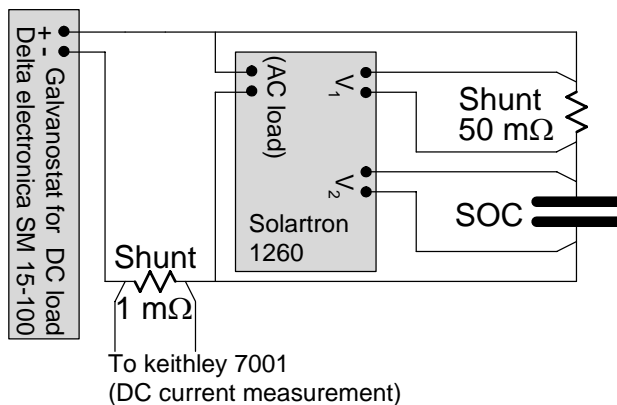 +
-
Galvanostat for DC load
Delta electronica SM 15-100
(AC load)
V1
V2
Solartron
1260
Shunt
50 mΩ
SOC
Shunt
1 mΩ
To keithley 7001
(DC current measurement)